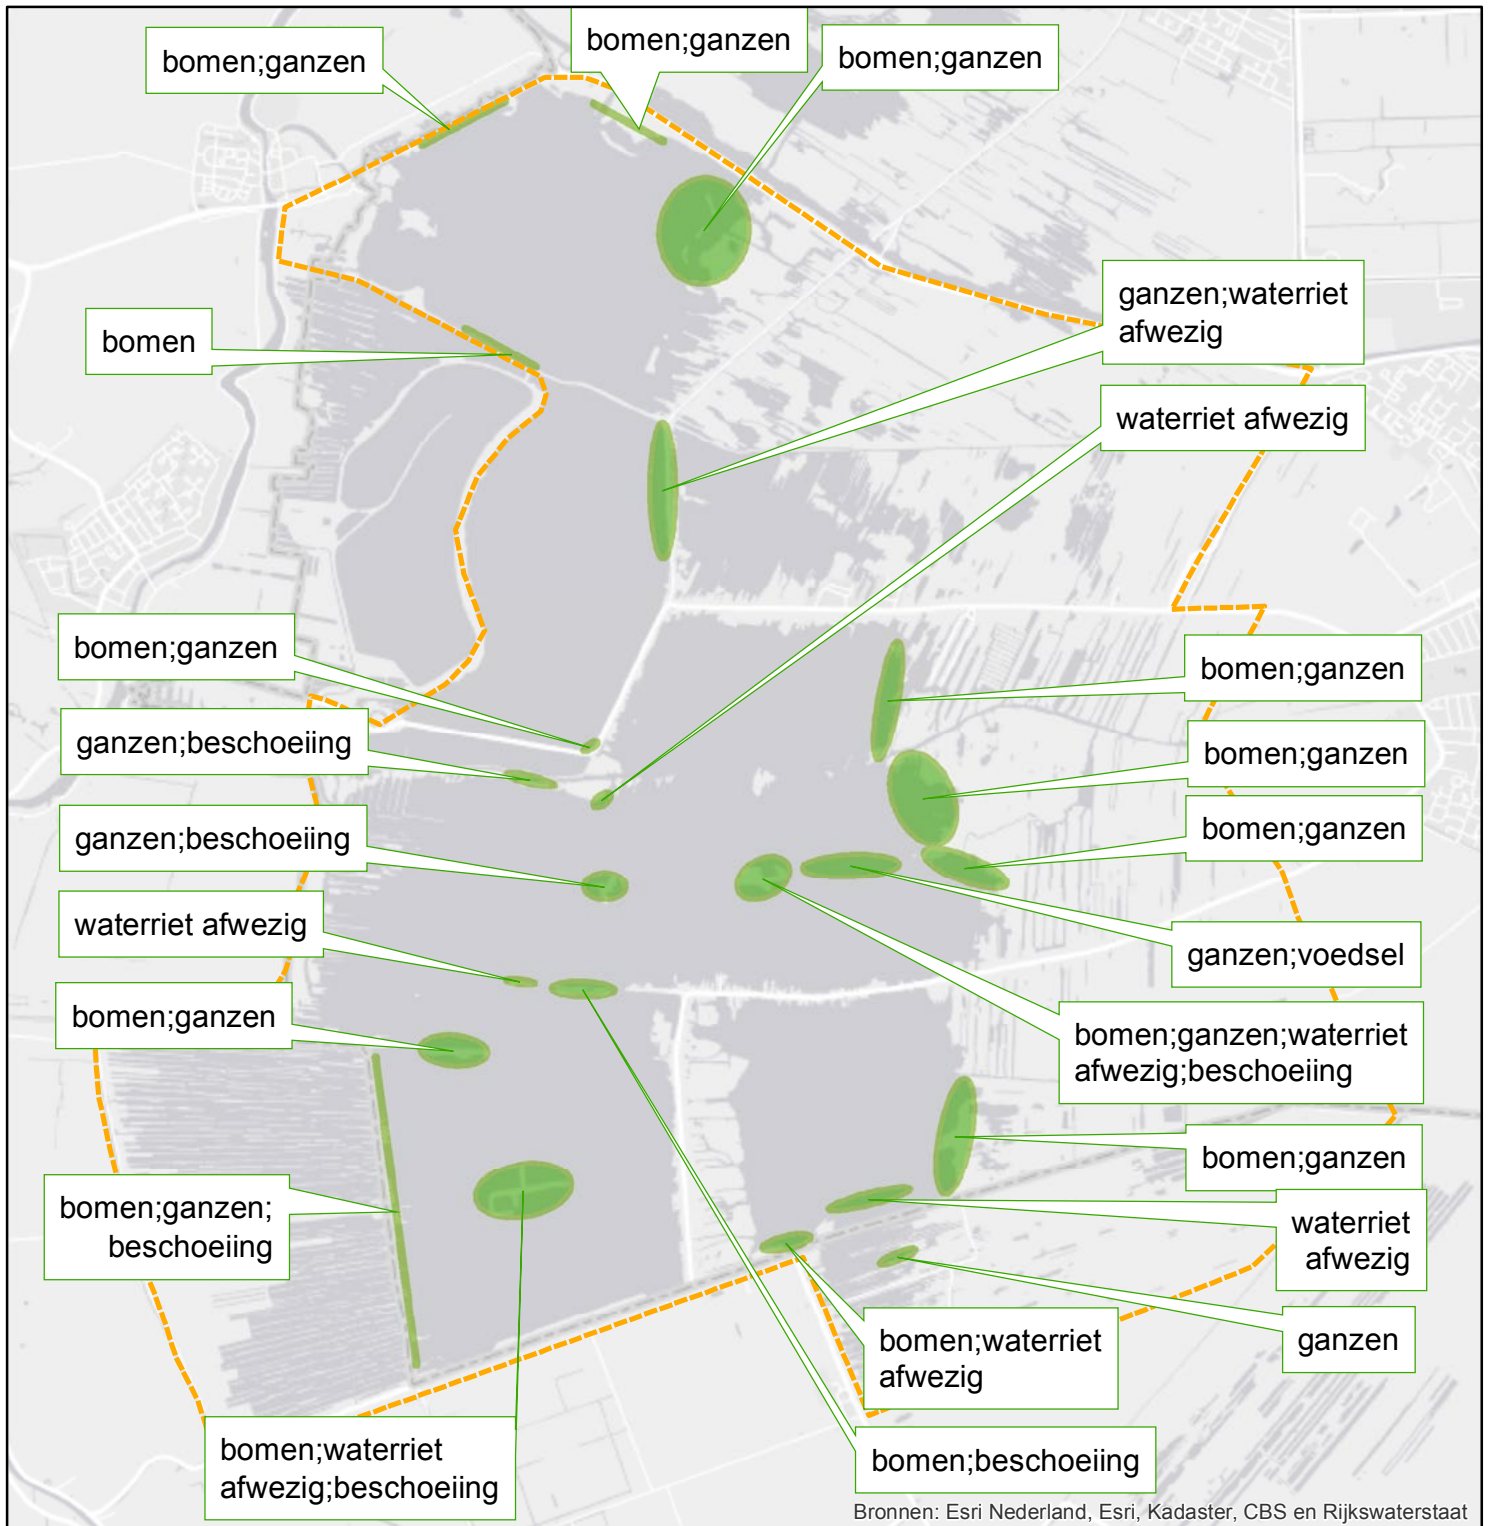 bomen;ganzen
bomen;ganzen
bomen;ganzen
ganzen;waterriet
afwezig
bomen
waterriet afwezig
bomen;ganzen
bomen;ganzen
ganzen;beschoeiing
bomen;ganzen
ganzen;beschoeiing
bomen;ganzen
waterriet afwezig
ganzen;voedsel
bomen;ganzen
bomen;ganzen;waterriet
afwezig;beschoeiing
bomen;ganzen
bomen;ganzen;
beschoeiing
waterriet
afwezig
ganzen
bomen;waterriet
afwezig
bomen;waterriet
afwezig;beschoeiing
bomen;beschoeiing
Bronnen: Esri Nederland, Esri, Kadaster, CBS en Rijkswaterstaat